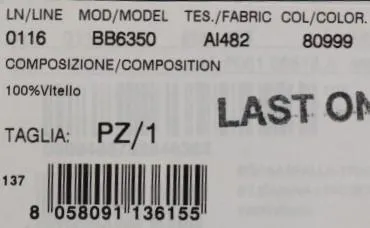 LN/LINE MOD/MODEL TES./FABRIC COL/COLOR.
0116 BB6350 AI482 80999
COMPOSIZIONE/COMPOSITION
100%Vitello
LAST ON
TAGLIA: PZ/1
137
8 058091 136155